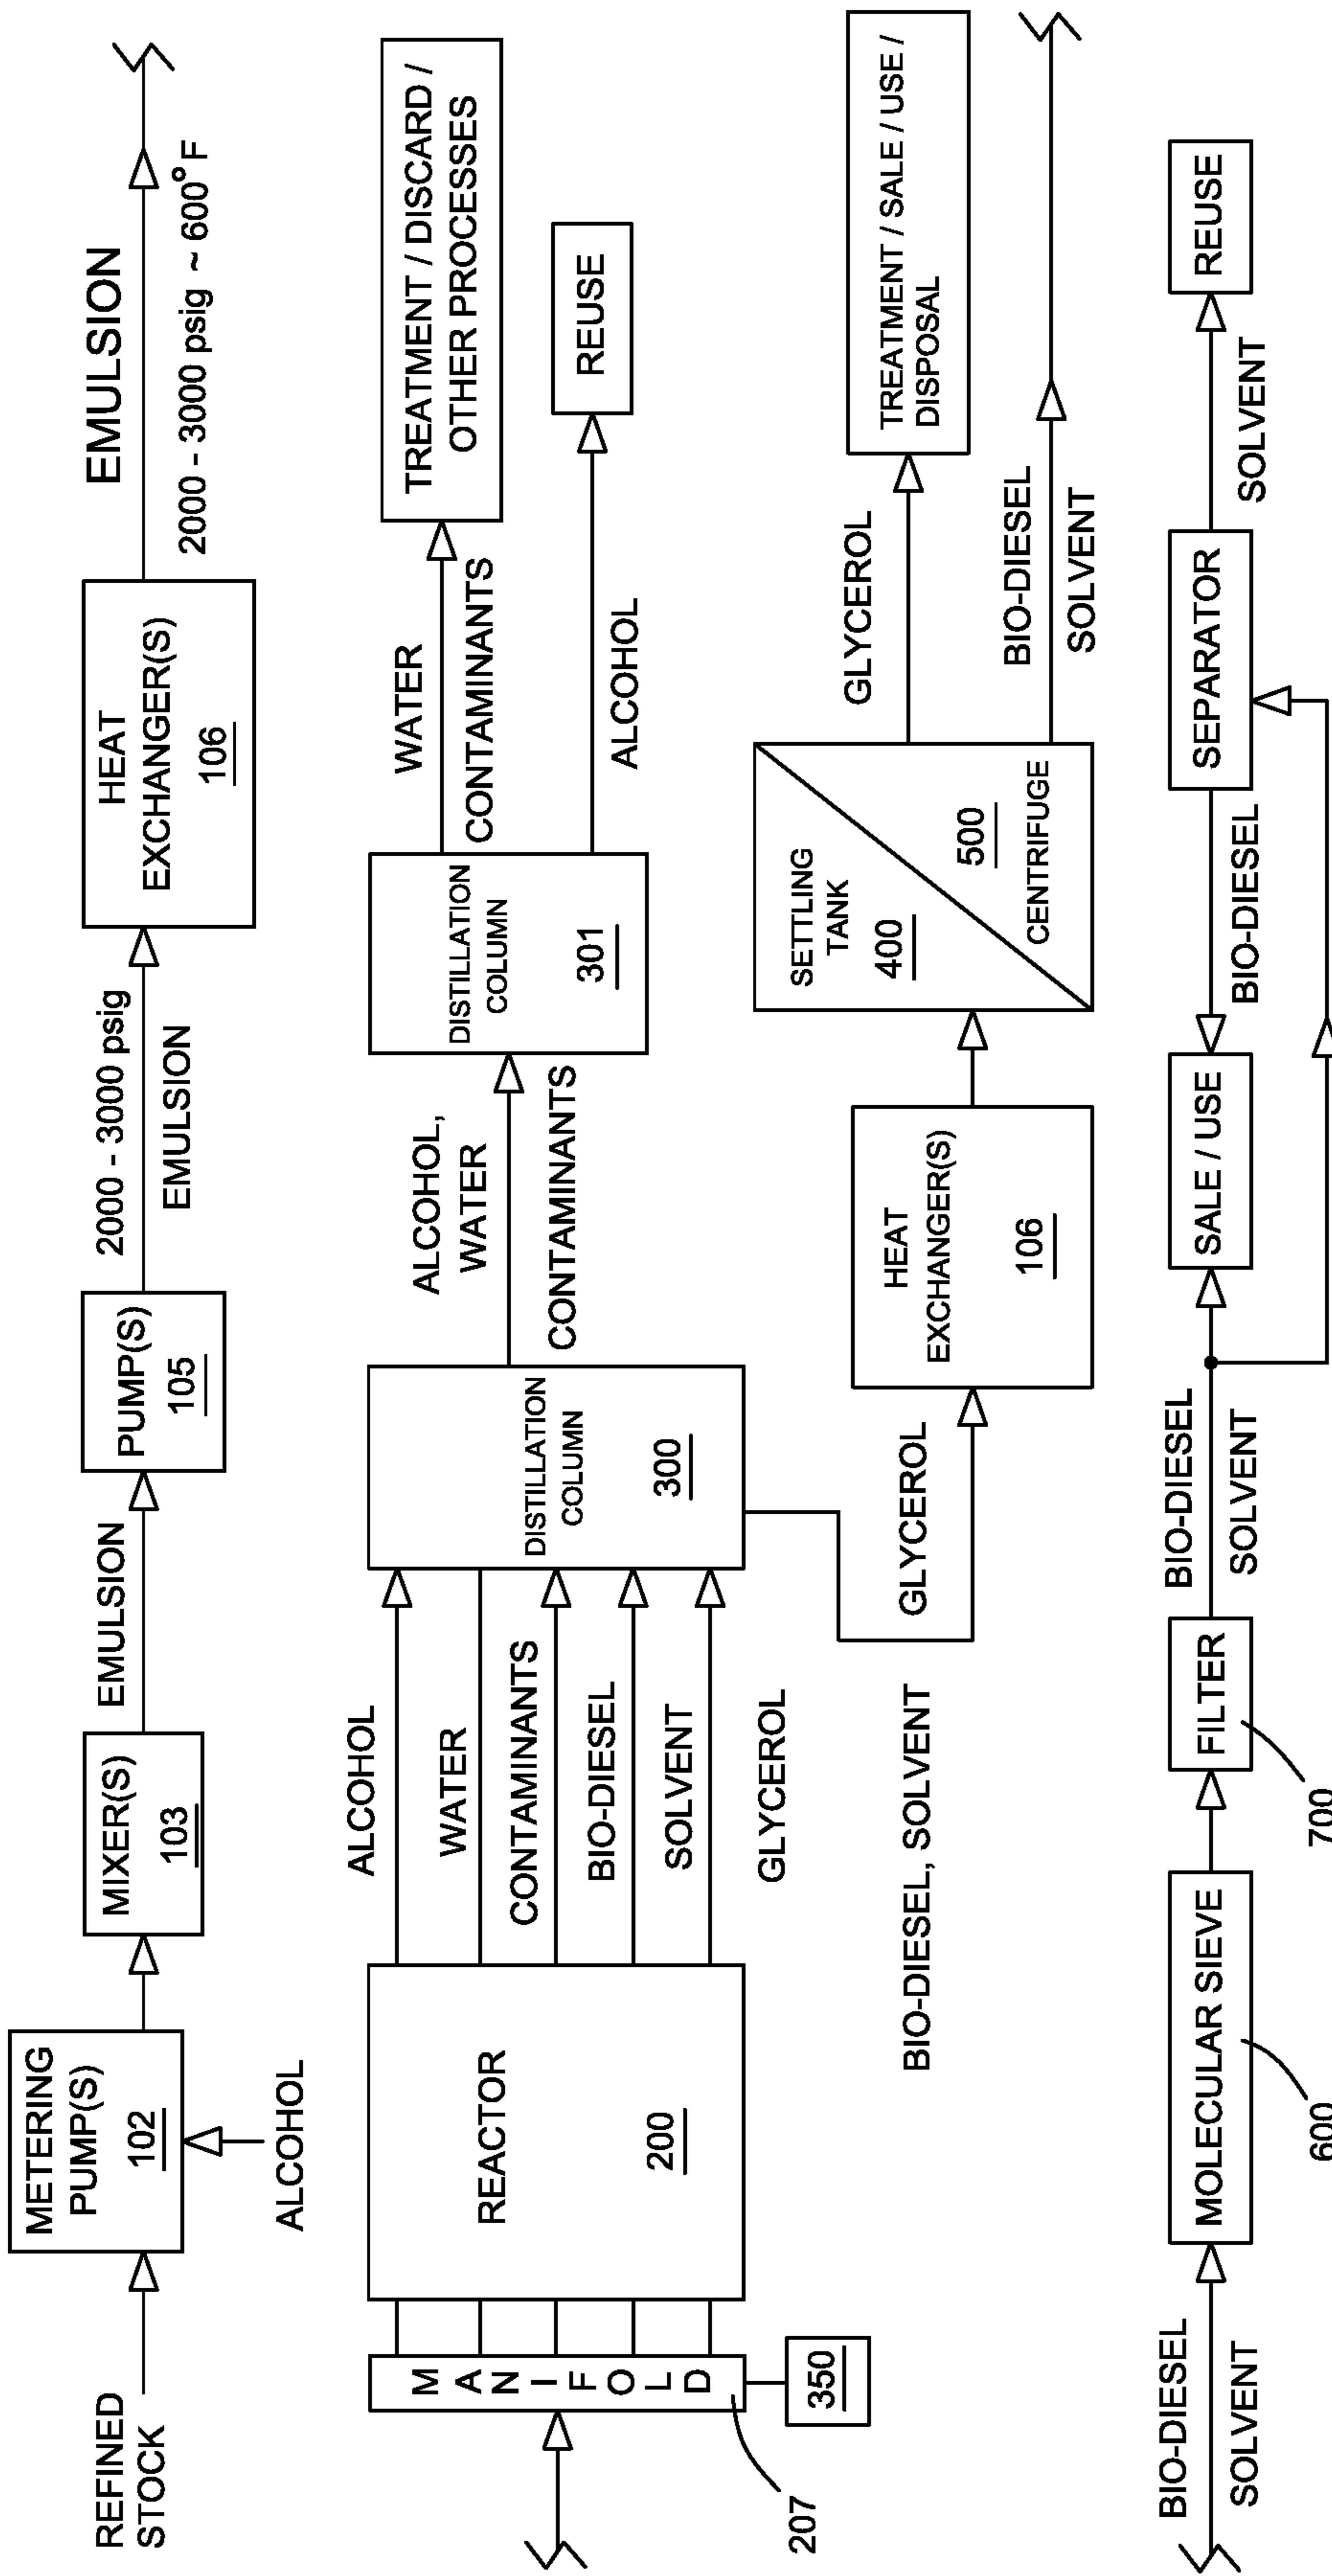 REFINED
STOCK
METERING
PUMP(S)
102
ALCOHOL
MIXER(S)
103
EMULSION
PUMP(S)
105
2000 - 3000 psig
EMULSION
HEAT
EXCHANGER(S)
106
EMULSION
2000 - 3000 psig ~ 600°F
MANIFOLD
207
350
REACTOR
200
ALCOHOL
WATER
CONTAMINANTS
BIO-DIESEL
SOLVENT
GLYCEROL
DISTILLATION
COLUMN
300
ALCOHOL,
WATER
CONTAMINANTS
DISTILLATION
COLUMN
301
WATER
CONTAMINANTS
TREATMENT / DISCARD /
OTHER PROCESSES
ALCOHOL
REUSE
BIO-DIESEL, SOLVENT GLYCEROL
HEAT
EXCHANGER(S)
106
SETTLING
TANK
400
500
CENTRIFUGE
GLYCEROL
TREATMENT / SALE / USE /
DISPOSAL
BIO-DIESEL
SOLVENT
BIO-DIESEL
SOLVENT
MOLECULAR SIEVE
600
FILTER
700
BIO-DIESEL
SOLVENT
SALE / USE
BIO-DIESEL
SEPARATOR
SOLVENT
REUSE